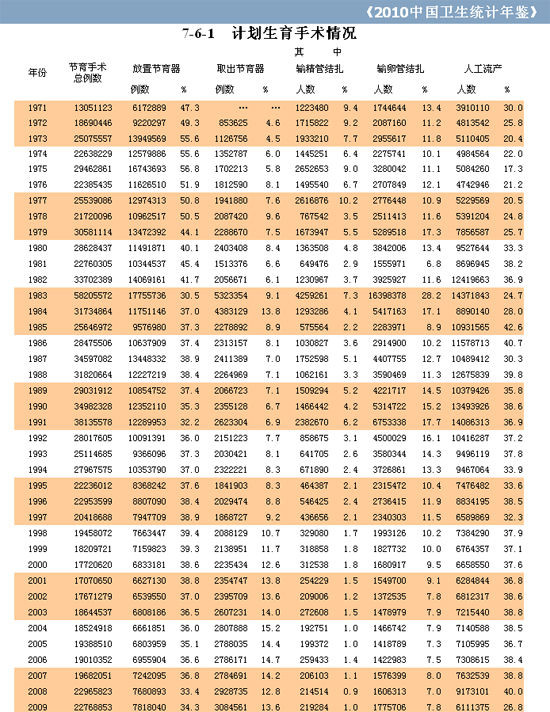 《2010中国卫生统计年鉴》
7-6-1 计划生育手术情况
其 中
年份 节育手术总例数 放置节育器 取出节育器 输精管结扎 输卵管结扎 人工流产
例数 % 例数 % 人数 % 人数 % 人数 %
1971 13051123 6172889 47.3 … … 1223480 9.4 1744644 13.4 3910110 30.0
1972 18690446 9220297 49.3 853625 4.6 1715822 9.2 2087160 11.2 4813542 25.8
1973 25075557 13949569 55.6 1126756 4.5 1933210 7.7 2955617 11.8 5110405 20.4
1974 22638229 12579886 55.6 1352787 6.0 1445251 6.4 2275741 10.1 4984564 22.0
1975 29462861 16743693 56.8 1702213 5.8 2652653 9.0 3280042 11.1 5084260 17.3
1976 22385435 11626510 51.9 1812590 8.1 1495540 6.7 2707849 12.1 4742946 21.2
1977 25539086 12974313 50.8 1941880 7.6 2616876 10.2 2776448 10.9 5229569 20.5
1978 21720096 10962517 50.5 2087420 9.6 767542 3.5 2511413 11.6 5391204 24.8
1979 30581114 13472392 44.1 2288670 7.5 1673947 5.5 5289518 17.3 7856587 25.7
1980 28628437 11491871 40.1 2403408 8.4 1363508 4.8 3842006 13.4 9527644 33.3
1981 22760305 10344537 45.4 1513376 6.6 649476 2.9 1555971 6.8 8696945 38.2
1982 33702389 14069161 41.7 2056671 6.1 1230967 3.7 3925927 11.6 12419663 36.9
1983 58205572 17755736 30.5 5323354 9.1 4259261 7.3 16398378 28.2 14371843 24.7
1984 31734864 11751146 37.0 4383129 13.8 1293286 4.1 5417163 17.1 8890140 28.0
1985 25646972 9576980 37.3 2278892 8.9 575564 2.2 2283971 8.9 10931565 42.6
1986 28475506 10637909 37.4 2313157 8.1 1030827 3.6 2914900 10.2 11578713 40.7
1987 34597082 13448332 38.9 2411389 7.0 1752598 5.1 4407755 12.7 10489412 30.3
1988 31820664 12227219 38.4 2264969 7.1 1062161 3.3 3590469 11.3 12675839 39.8
1989 29031912 10854752 37.4 2066723 7.1 1509294 5.2 4221717 14.5 10379426 35.8
1990 34982328 12352110 35.3 2355128 6.7 1466442 4.2 5314722 15.2 13493926 38.6
1991 38135578 12289953 32.2 2623304 6.9 2382670 6.2 6753338 17.7 14086313 36.9
1992 28017605 10091391 36.0 2151223 7.7 858675 3.1 4500029 16.1 10416287 37.2
1993 25114685 9366096 37.3 2030421 8.1 641705 2.6 3580344 14.3 9496119 37.8
1994 27967575 10353790 37.0 2322221 8.3 671890 2.4 3726861 13.3 9467064 33.9
1995 22236012 8368242 37.6 1841903 8.3 464387 2.1 2315472 10.4 7476482 33.6
1996 22953599 8807090 38.4 2029474 8.8 546425 2.4 2736415 11.9 8834195 38.5
1997 20418688 7947709 38.9 1868727 9.2 436656 2.1 2340303 11.5 6589869 32.3
1998 19458072 7663447 39.4 2088129 10.7 329080 1.7 1993126 10.2 7384290 37.9
1999 18209721 7159823 39.3 2138951 11.7 318858 1.8 1827732 10.0 6764357 37.1
2000 17720620 6833181 38.6 2235434 12.6 312538 1.8 1680917 9.5 6658550 37.6
2001 17070650 6627130 38.8 2354747 13.8 254229 1.5 1549700 9.1 6284844 36.8
2002 17671279 6539550 37.0 2395709 13.6 209006 1.2 1372535 7.8 6812317 38.6
2003 18644537 6808186 36.5 2607231 14.0 272608 1.5 1478979 7.9 7215440 38.8
2004 18524918 6661851 36.0 2807888 15.2 192751 1.0 1466742 7.9 7140588 38.5
2005 19388510 6803959 35.1 2788035 14.4 199372 1.0 1418789 7.3 7105995 36.7
2006 19010352 6955904 36.6 2786171 14.7 259433 1.4 1422983 7.5 7308615 38.4
2007 19682051 7242095 36.8 2784691 14.2 206103 1.1 1576399 8.0 7632539 38.8
2008 22965823 7680893 33.4 2928735 12.8 214514 0.9 1606313 7.0 9173101 40.0
2009 22768853 7818040 34.3 3084561 13.6 219284 1.0 1775706 7.8 6111375 26.8